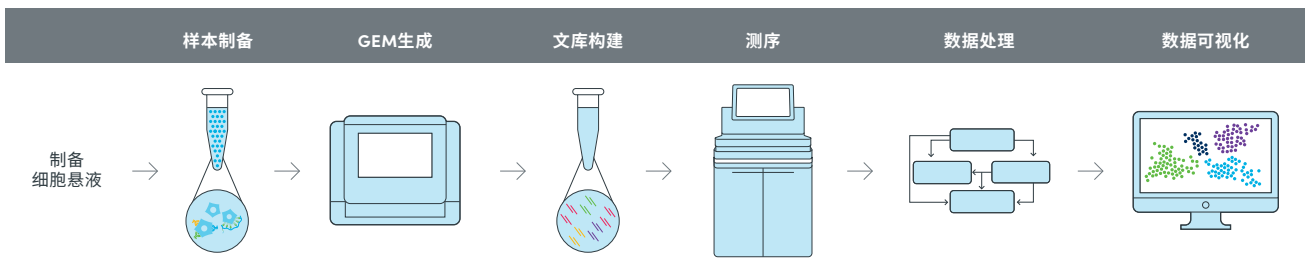 样本制备
GEM生成
文库构建
测序
数据处理
数据可视化
制备
细胞悬液